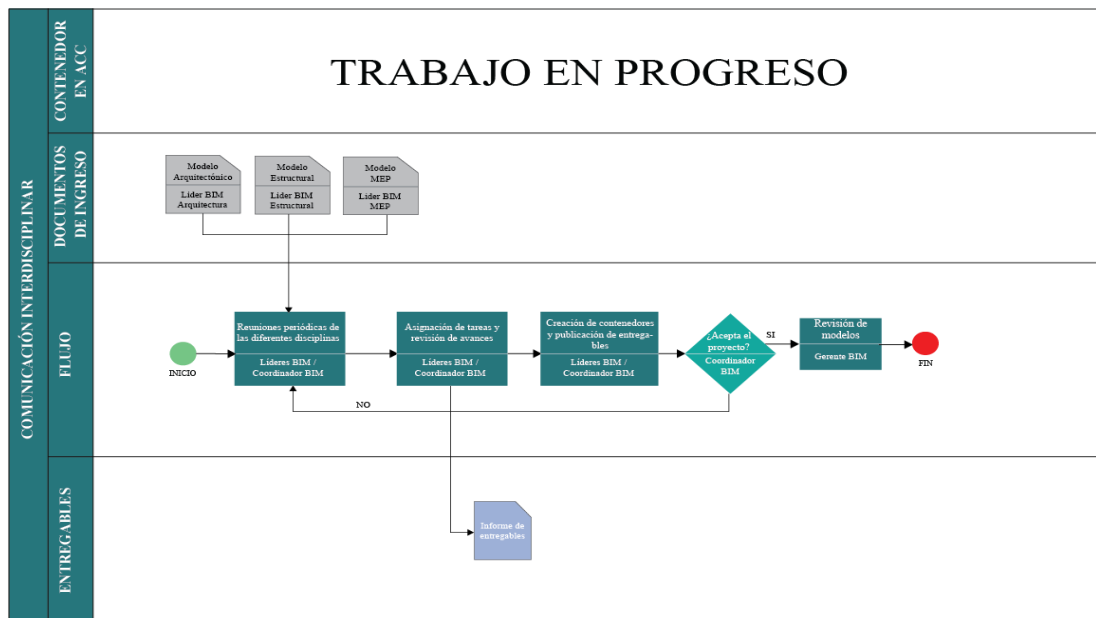 COMUNICACIÓN INTERDISCIPLINAR
CONTENEDOR
EN ACC
TRABAJO EN PROGRESO
DOCUMENTOS
DE INGRESO
Modelo
Arquitectónico
Líder BIM
Arquitectura
Modelo
Estructural
Líder BIM
Estructural
Modelo
MEP
Líder BIM
MEP
FLUJO
INICIO
Reuniones periódicas de
las diferentes disciplinas
Líderes BIM /
Coordinador BIM
Asignación de tareas y
revisión de avances
Líderes BIM /
Coordinador BIM
Creación de contenedores
y publicación de entrega-
bles
Líderes BIM /
Coordinador BIM
¿Acepta el
proyecto?
Coordinador
BIM
SI
NO
Revisión de
modelos
Gerente BIM
FIN
ENTREGABLES
Informe de
entregables